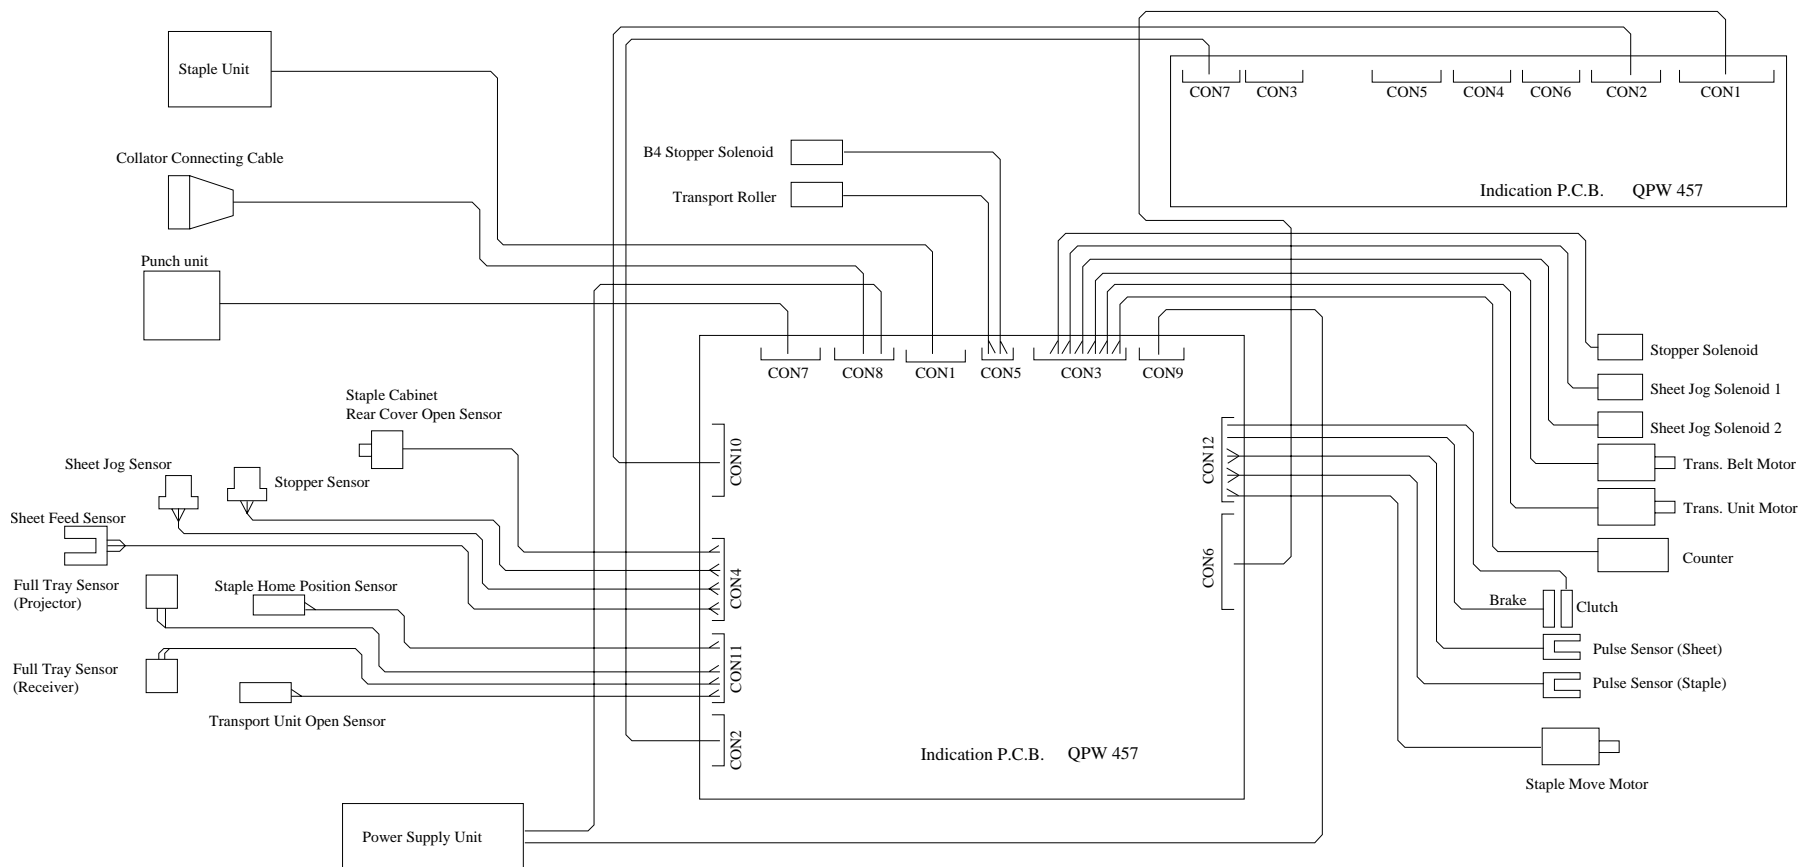 Staple Unit
CON7
CON3
CON5
CON4
CON6
CON2
CON1
Collator Connecting Cable
B4 Stopper Solenoid
Transport Roller
Indication P.C.B. QPW 457
Punch unit
Stopper Solenoid
CON7
CON8
CON1
CON5
CON3
CON9
Sheet Jog Solenoid 1
Staple Cabinet
Rear Cover Open Sensor
Sheet Jog Solenoid 2
CON10
CON12
Sheet Jog Sensor
Stopper Sensor
Trans. Belt Motor
Trans. Unit Motor
Sheet Feed Sensor
Counter
CON4
CON6
Full Tray Sensor
(Projector)
Staple Home Position Sensor
Brake
Clutch
Pulse Sensor (Sheet)
Full Tray Sensor
(Receiver)
CON11
Pulse Sensor (Staple)
Transport Unit Open Sensor
CON2
Indication P.C.B. QPW 457
Staple Move Motor
Power Supply Unit